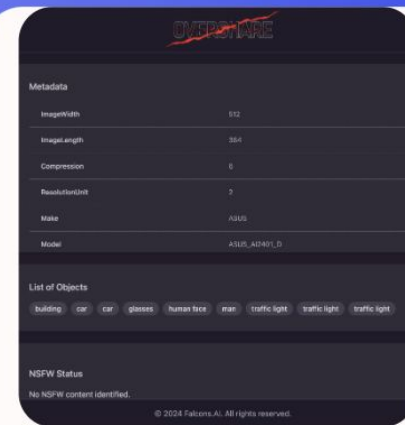 OVERSHARE
Metadata
ImageWidth 512
ImageLength 384
Compression 6
ResolutionUnit 2
Make ASUS
Model ASUS_AI2401_D
List of Objects
building car car glasses human face man traffic light traffic light traffic light
NSFW Status
No NSFW content identified.
© 2024 Falcons.AI. All rights reserved.